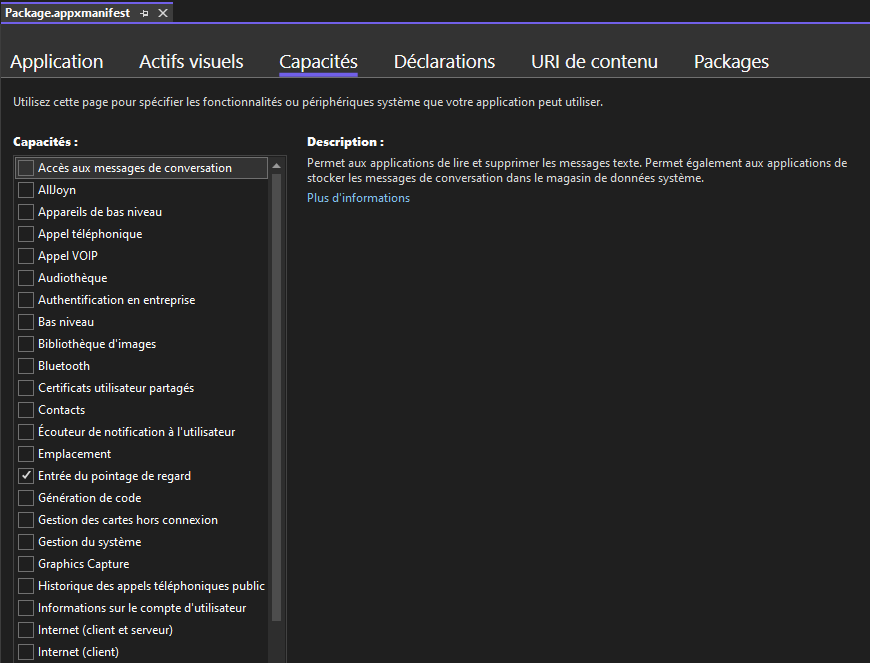 Package.appxmanifest
Application Actifs visuels Capacités Déclarations URI de contenu Packages
Utilisez cette page pour spécifier les fonctionnalités ou périphériques système que votre application peut utiliser.
Capacités :
Accès aux messages de conversation
AllJoyn
Appareils de bas niveau
Appel téléphonique
Appel VOIP
Audiothèque
Authentification en entreprise
Bas niveau
Bibliothèque d'images
Bluetooth
Certificats utilisateur partagés
Contacts
Écouteur de notification à l'utilisateur
Emplacement
Entrée du pointage de regard
Génération de code
Gestion des cartes hors connexion
Gestion du système
Graphics Capture
Historique des appels téléphoniques public
Informations sur le compte d'utilisateur
Internet (client et serveur)
Internet (client)
Description :
Permet aux applications de lire et supprimer les messages texte. Permet également aux applications de
stocker les messages de conversation dans le magasin de données système.
Plus d'informations